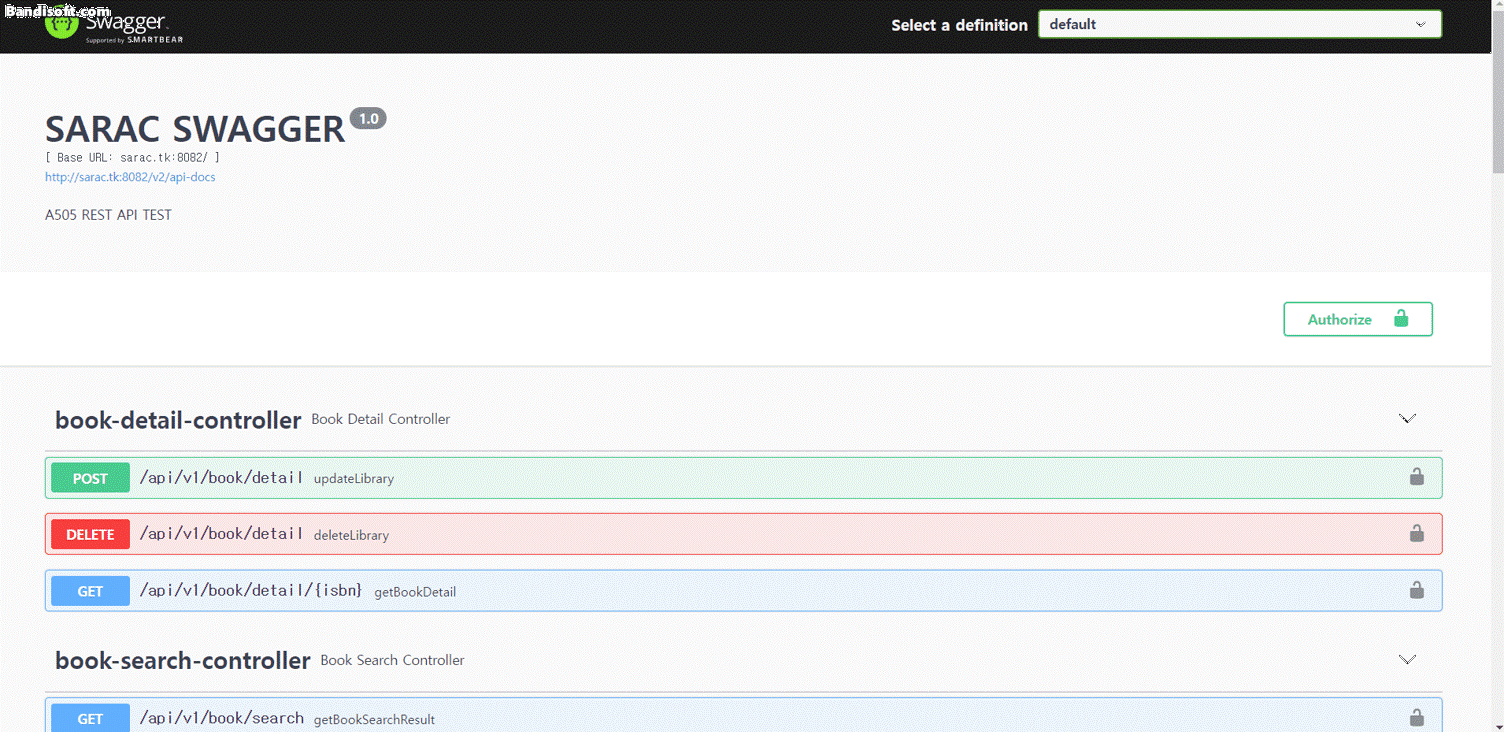 Bandisoft.com
Swagger
Supported by SMARTBEAR
Select a definition
default
SARAC SWAGGER 1.0
[ Base URL: sarac.tk:8082/ ]
http://sarac.tk:8082/v2/api-docs
A505 REST API TEST
Authorize
book-detail-controller Book Detail Controller
POST /api/v1/book/detail updateLibrary
DELETE /api/v1/book/detail deleteLibrary
GET /api/v1/book/detail/{isbn} getBookDetail
book-search-controller Book Search Controller
GET /api/v1/book/search getBookSearchResult